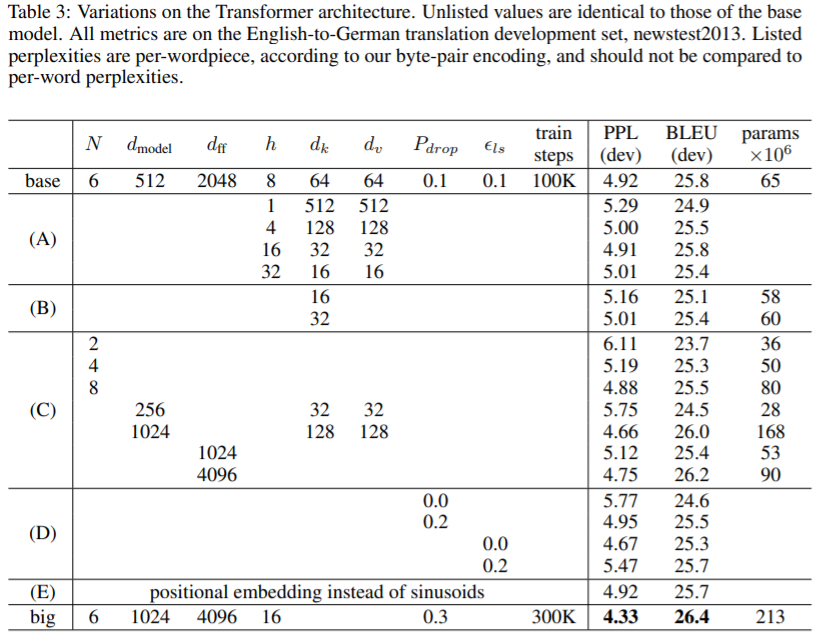 Table 3: Variations on the Transformer architecture. Unlisted values are identical to those of the base
model. All metrics are on the English-to-German translation development set, newstest2013. Listed
perplexities are per-wordpiece, according to our byte-pair encoding, and should not be compared to
per-word perplexities.
N d_model d_ff h d_k d_v P_drop ϵ_ls train steps PPL (dev) BLEU (dev) params ×10^6
base 6 512 2048 8 64 64 0.1 0.1 100K 4.92 25.8 65
(A)
1 512 512 5.29 24.9
4 128 128 5.00 25.5
16 32 32 4.91 25.8
32 16 16 5.01 25.4
(B)
16 5.16 25.1 58
32 5.01 25.4 60
(C)
2 6.11 23.7 36
4 5.19 25.3 50
8 4.88 25.5 80
256 32 32 5.75 24.5 28
1024 128 128 4.66 26.0 168
1024 5.12 25.4 53
4096 4.75 26.2 90
(D)
0.0 5.77 24.6
0.2 4.95 25.5
0.0 4.67 25.3
0.2 5.47 25.7
(E) positional embedding instead of sinusoids 4.92 25.7
big 6 1024 4096 16 0.3 300K 4.33 26.4 213